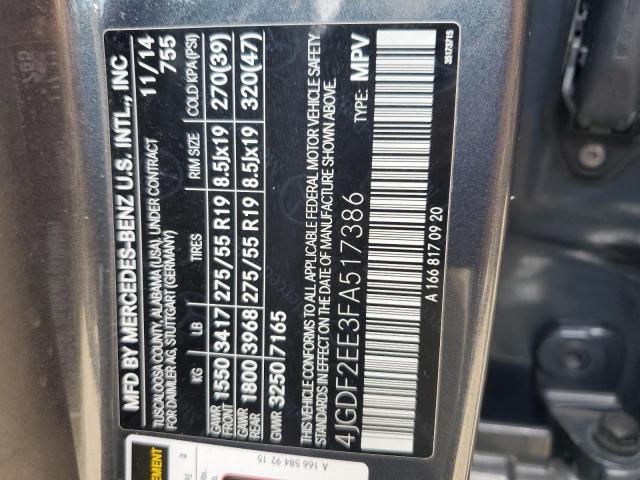 MFD BY MERCEDES-BENZ U.S. INTL., INC
TUSCALOOSA COUNTY, ALABAMA (USA) UNDER CONTRACT
FOR DAIMLER AG, STUTTGART (GERMANY)
11/14
755
KG LB TIRES RIM SIZE COLD KPA (PSI)
GAWR FRONT 1550 3417 275/55 R19 8.5Jx19 270(39)
GAWR 1800 3968 275/55 R19 8.5Jx19 320(47)
GVWR 3250 7165
THIS VEHICLE CONFORMS TO ALL APPLICABLE FEDERAL MOTOR VEHICLE SAFETY
STANDARDS IN EFFECT ON THE DATE OF MANUFACTURE SHOWN ABOVE.
4JGDF2EE3FA517386 TYPE: MPV
A 166 817 09 20
35173715
A 166 584 92 15